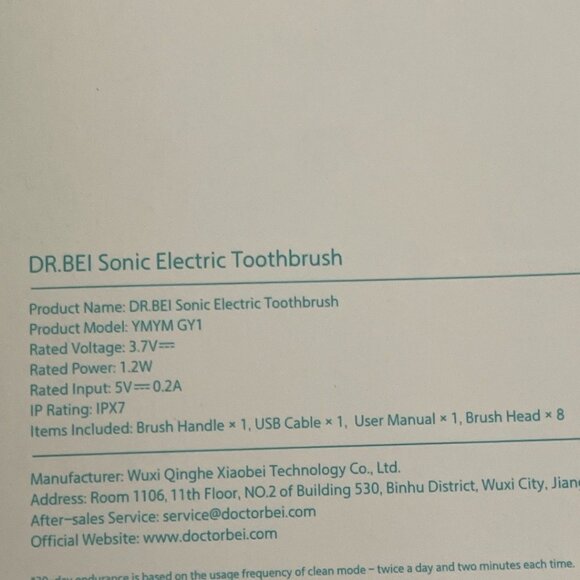 DR.BEI Sonic Electric Toothbrush
Product Name: DR.BEI Sonic Electric Toothbrush
Product Model: YMYM GY1
Rated Voltage: 3.7V⎓
Rated Power: 1.2W
Rated Input: 5V⎓0.2A
IP Rating: IPX7
Items Included: Brush Handle × 1, USB Cable × 1, User Manual × 1, Brush Head × 8
Manufacturer: Wuxi Qinghe Xiaobei Technology Co., Ltd.
Address: Room 1106, 11th Floor, NO.2 of Building 530, Binhu District, Wuxi City,
After-sales Service: service@doctorbei.com
Official Website: www.doctorbei.com
endurance is based on the usage frequency of clean mode – twice a day and two minutes each time.